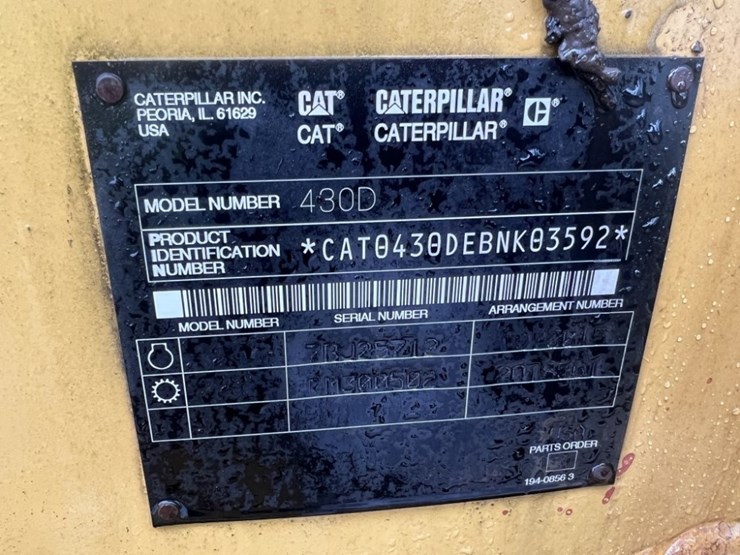 CATERPILLAR INC.
PEORIA, IL. 61629
USA
CAT® CATERPILLAR® ®
CAT® CATERPILLAR®
MODEL NUMBER 430D
PRODUCT
IDENTIFICATION
NUMBER
*CAT0430DEBNK03592*
MODEL NUMBER SERIAL NUMBER ARRANGEMENT NUMBER
PARTS ORDER
194-0856 3